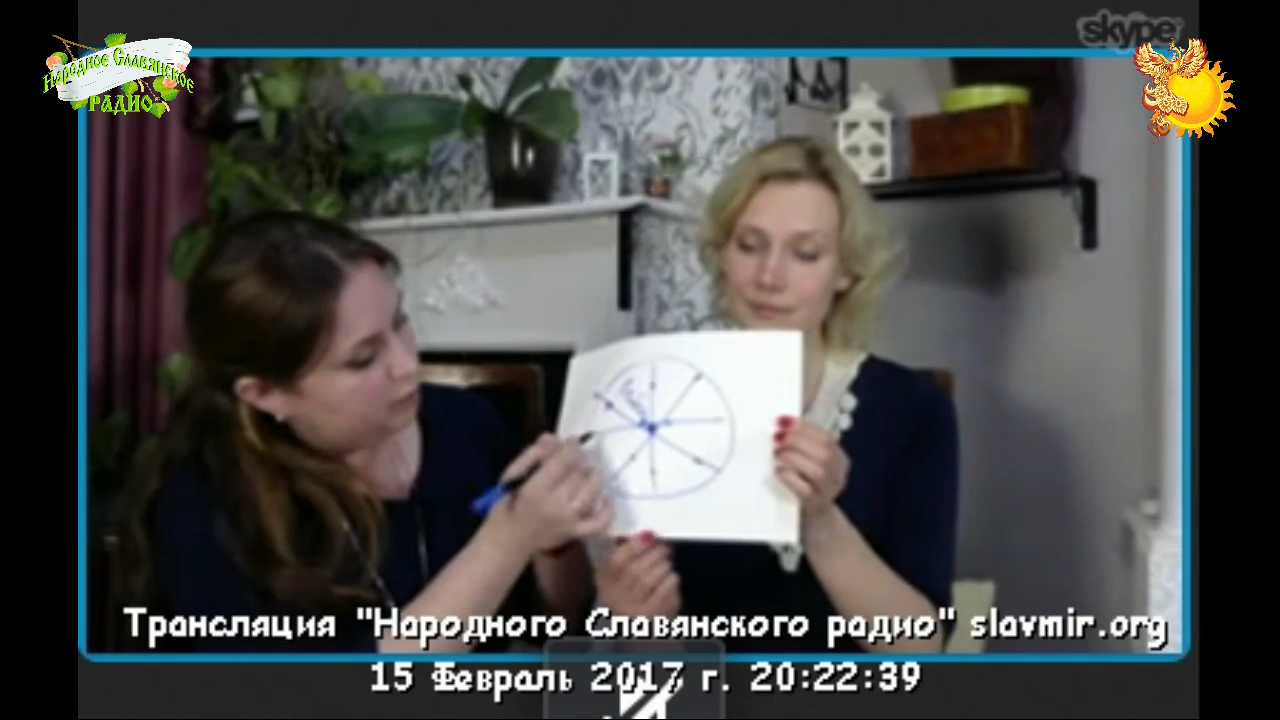 skype
Народное Славянское
РАДИО
Трансляция "Народного Славянского радио" slavmir.org
15 Февраль 2017 г. 20:22:39